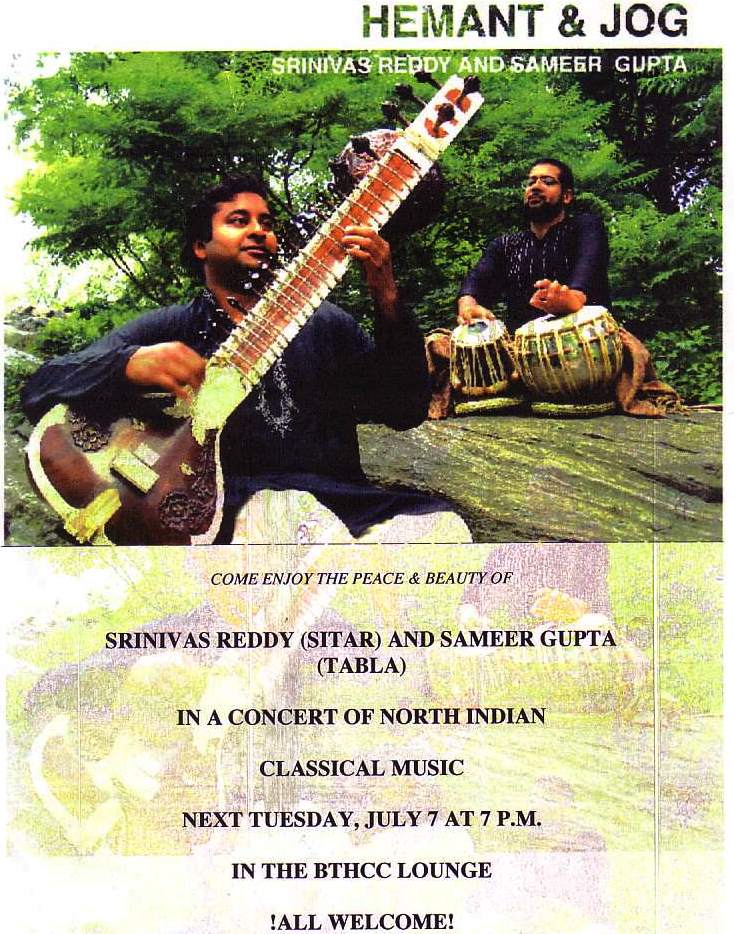 HEMANT & JOG
SRINIVAS REDDY AND SAMEER GUPTA
COME ENJOY THE PEACE & BEAUTY OF
SRINIVAS REDDY (SITAR) AND SAMEER GUPTA
(TABLA)
IN A CONCERT OF NORTH INDIAN
CLASSICAL MUSIC
NEXT TUESDAY, JULY 7 AT 7 P.M.
IN THE BTHCC LOUNGE
!ALL WELCOME!